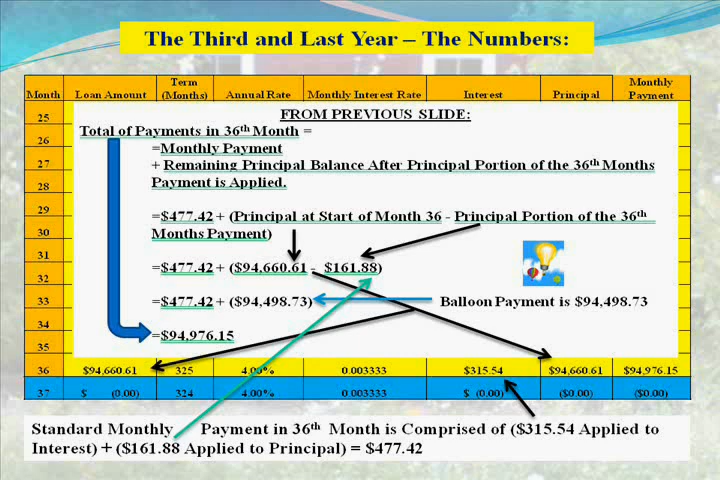 The Third and Last Year – The Numbers:
Month Loan Amount Term (Months) Annual Rate Monthly Interest Rate Interest Principal Monthly Payment
25
26
27
28
29
30
31
32
33
34
35
FROM PREVIOUS SLIDE:
Total of Payments in 36th Month =
=Monthly Payment
+ Remaining Principal Balance After Principal Portion of the 36th Months
Payment is Applied.
=$477.42 + (Principal at Start of Month 36 - Principal Portion of the 36th
Months Payment)
=$477.42 + ($94,660.61 - $161.88)
=$477.42 + ($94,498.73)
Balloon Payment is $94,498.73
=$94,976.15
36 $94,660.61 325 4.00% 0.003333 $315.54 $94,660.61 $94,976.15
37 $ (0.00) 324 4.00% 0.003333 $ (0.00) ($0.00) ($0.00)
Standard Monthly Payment in 36th Month is Comprised of ($315.54 Applied to
Interest) + ($161.88 Applied to Principal) = $477.42